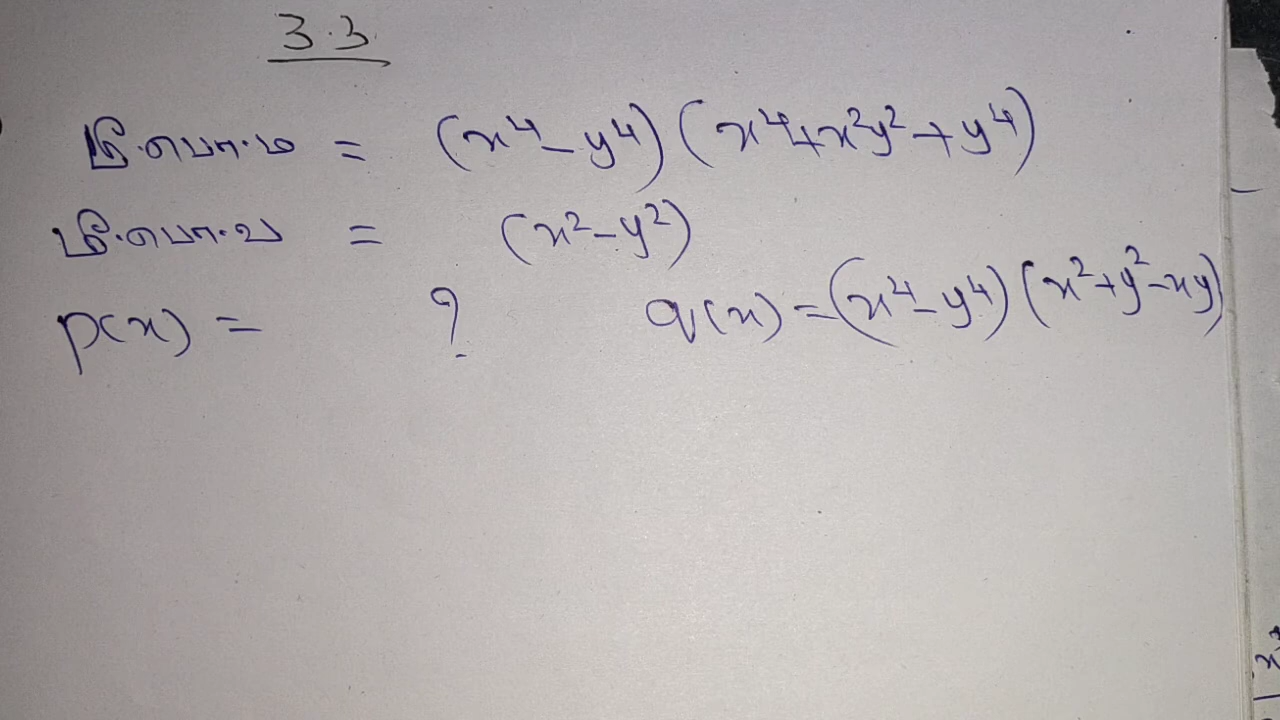 3.3
மீ.பொ.ம = (x⁴ - y⁴) (x⁴ + x²y² + y⁴)
மீ.பொ.வ = (x² - y²)
p(x) = ? q(x) = (x⁴ - y⁴) (x² + y² - xy)